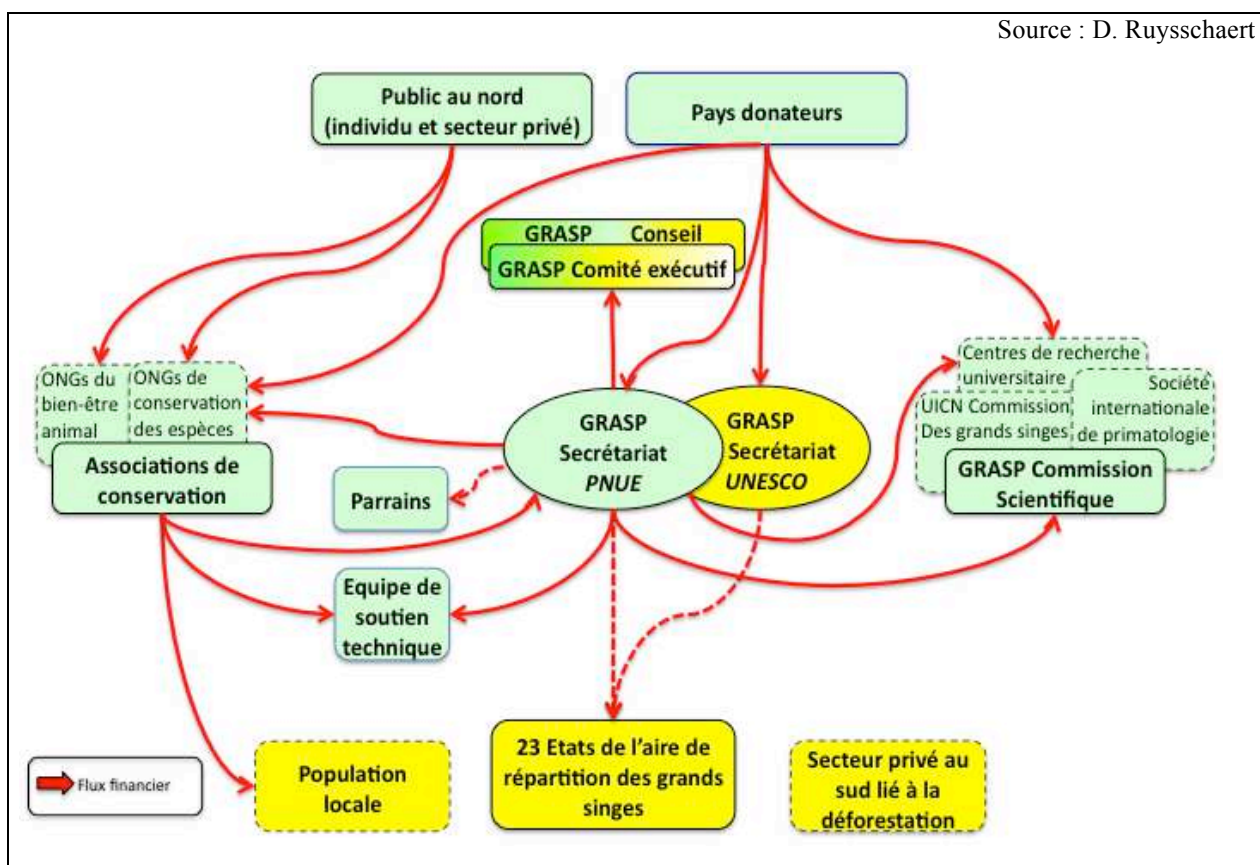 Source : D. Ruysschaert
Public au nord
(individu et secteur privé)
Pays donateurs
GRASP Conseil
GRASP Comité exécutif
ONGs du
bien-être
animal
ONGs de
conservation
des espèces
Associations de
conservation
Centres de recherche
universitaire
UICN Commission
Des grands singes
Société
internationale
de primatologie
GRASP Commission
Scientifique
GRASP
Secrétariat
PNUE
GRASP
Secrétariat
UNESCO
Parrains
Equipe de
soutien
technique
Flux financier
Population
locale
23 Etats de l’aire de
répartition des grands
singes
Secteur privé au
sud lié à la
déforestation